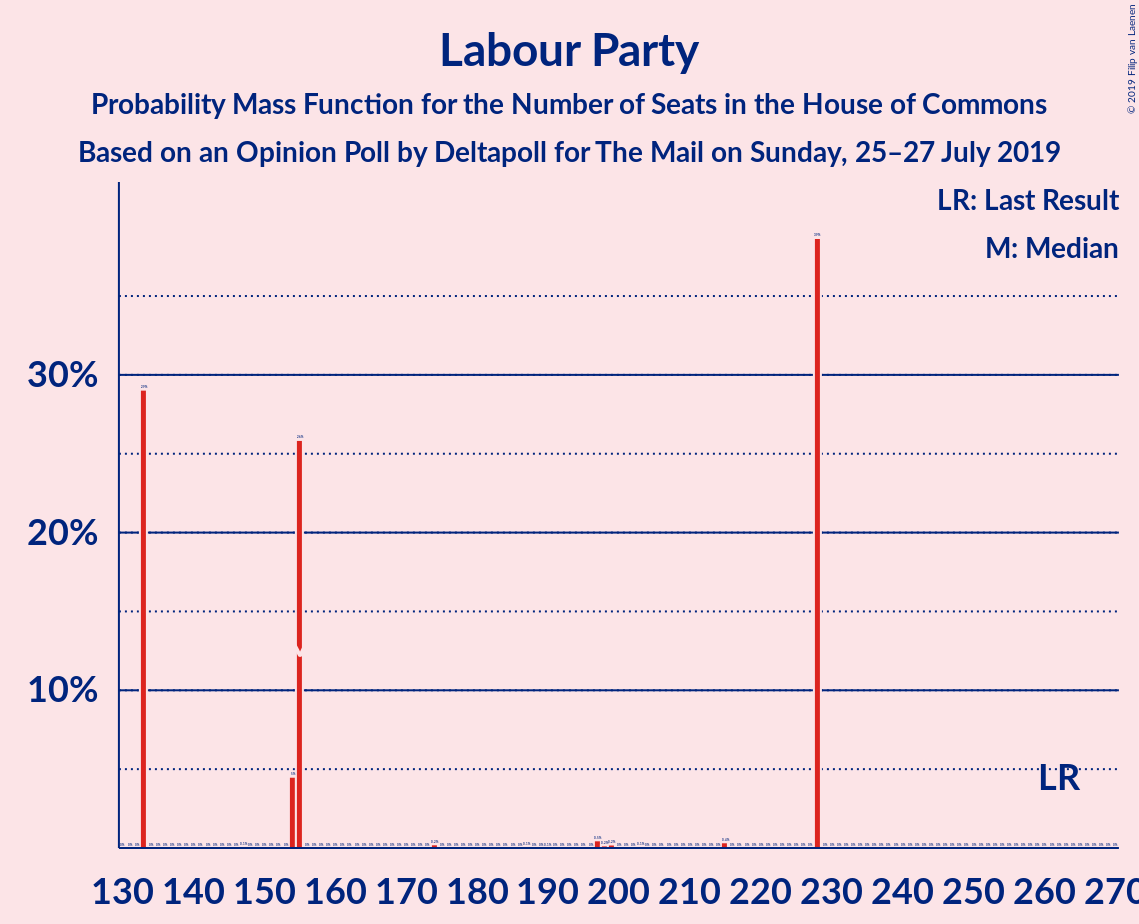 Labour Party
Probability Mass Function for the Number of Seats in the House of Commons
Based on an Opinion Poll by Deltapoll for The Mail on Sunday, 25–27 July 2019
© 2019 Filip van Laenen
LR: Last Result
M: Median
30%
20%
10%
LR
130 140 150 160 170 180 190 200 210 220 230 240 250 260 270